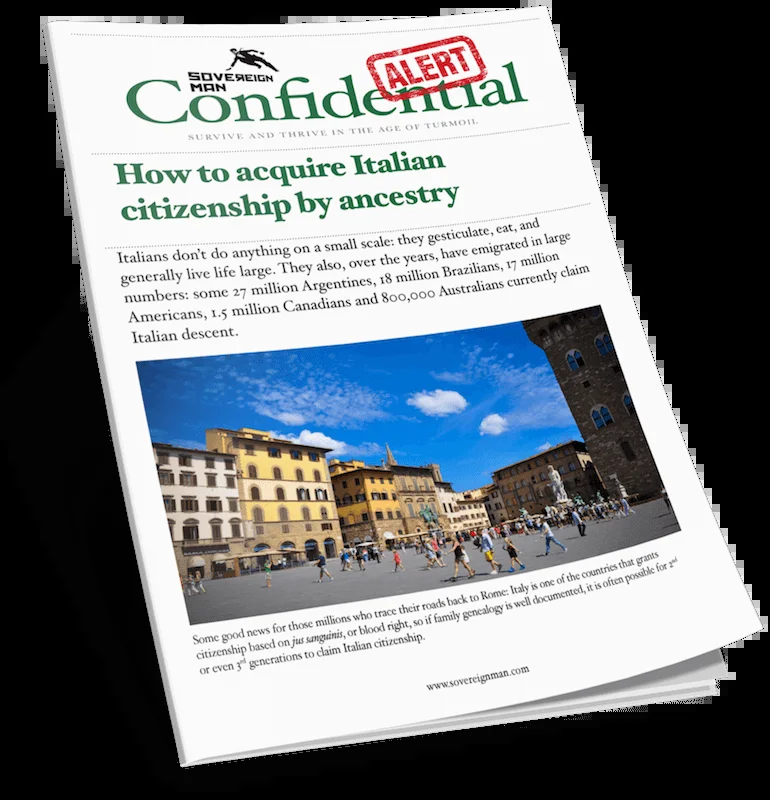 SOVEREIGN
MAN
Confidential
ALERT
SURVIVE AND THRIVE IN THE AGE OF TURMOIL
How to acquire Italian
citizenship by ancestry
Italians don't do anything on a small scale: they gesticulate, eat, and
generally live life large. They also, over the years, have emigrated in large
numbers: some 27 million Argentines, 18 million Brazilians, 17 million
Americans, 1.5 million Canadians and 800,000 Australians currently claim
Italian descent.
Some good news for those millions who trace their roads back to Rome: Italy is one of the countries that grants
citizenship based on jus sanguinis, or blood right, so if family genealogy is well documented, it is often possible for 2nd
or even 3rd generations to claim Italian citizenship.
www.sovereignman.com